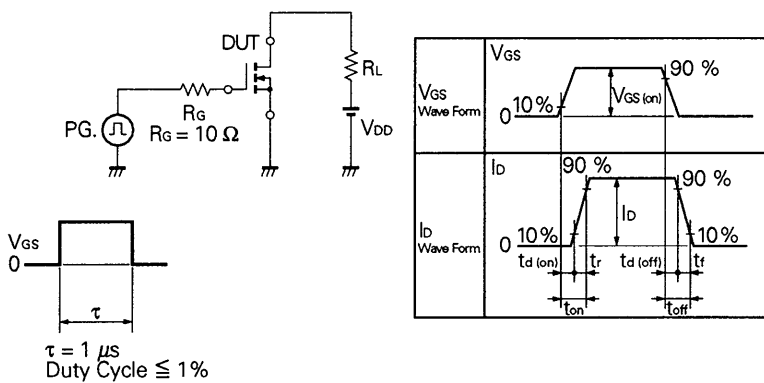 DUT
RL
RG
RG = 10 Ω
PG.
VDD
VGS
0
τ
τ = 1 μs
Duty Cycle ≦ 1%
VGS
Wave Form
VGS
90 %
10%
VGS (on)
0
ID
Wave Form
ID
90 %
90 %
ID
10%
0
10%
td (on)
tr
td (off)
tf
ton
toff